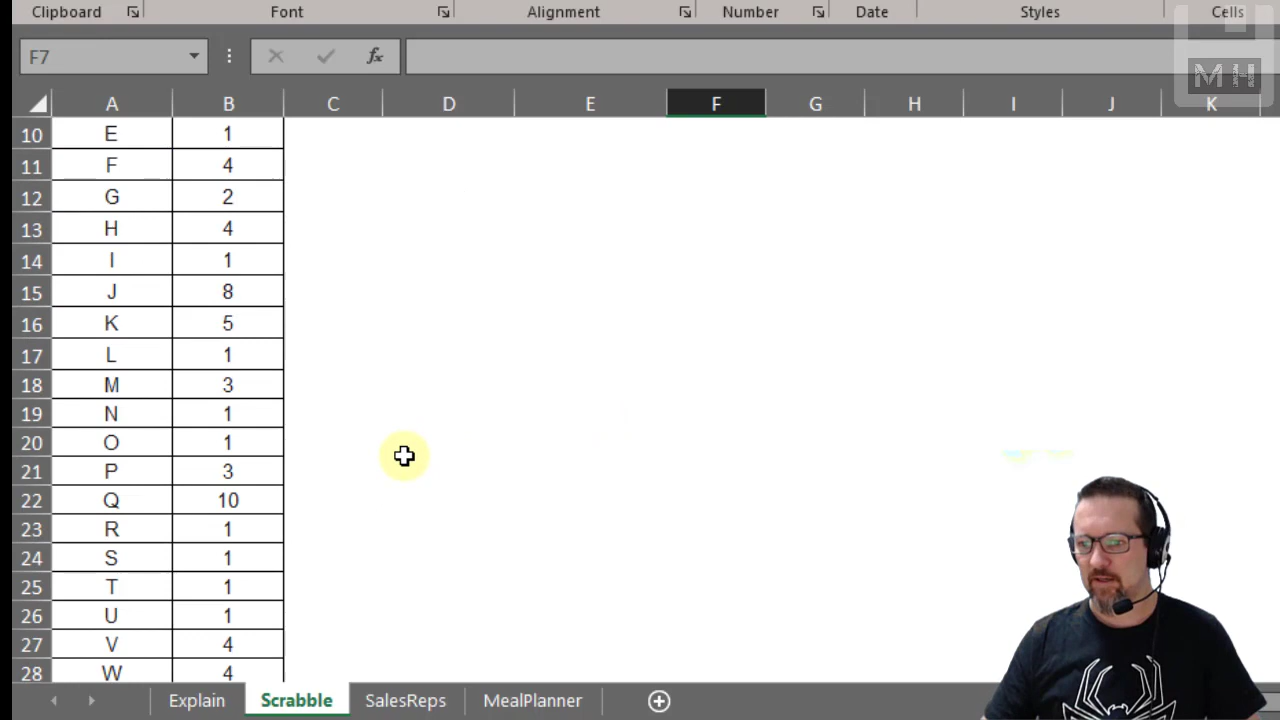 Clipboard Font Alignment Number Date Styles Cells
F7 fx
MH
A B C D E F G H I J K
10 E 1
11 F 4
12 G 2
13 H 4
14 I 1
15 J 8
16 K 5
17 L 1
18 M 3
19 N 1
20 O 1
21 P 3
22 Q 10
23 R 1
24 S 1
25 T 1
26 U 1
27 V 4
28 W 4
Explain Scrabble SalesReps MealPlanner